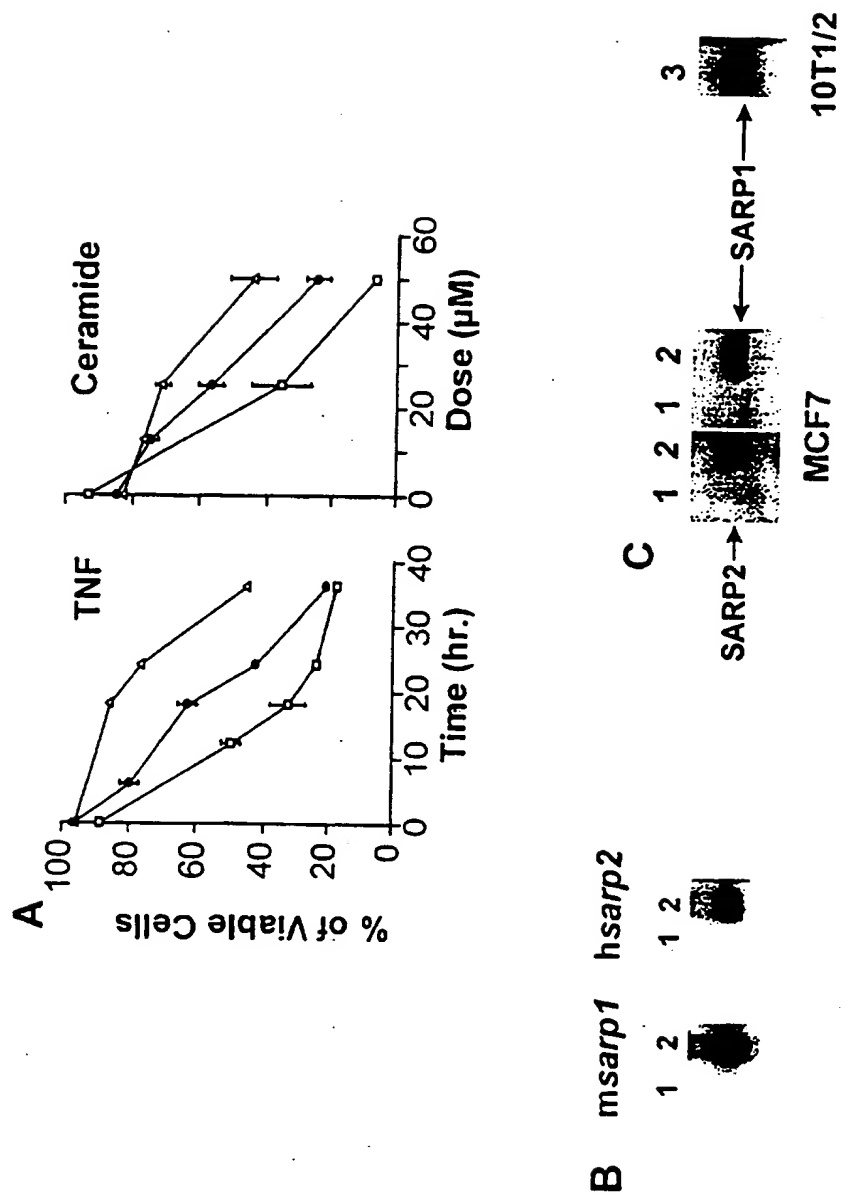 A
TNF
Ceramide
% of Viable Cells
100
80
60
40
20
0
0 10 20 30 40
Time (hr.)
0 20 40 60
Dose (µM)
B
msarp1 hsarp2
1 2 1 2
C
1 2 1 2 3
SARP2 SARP1
MCF7 10T1/2